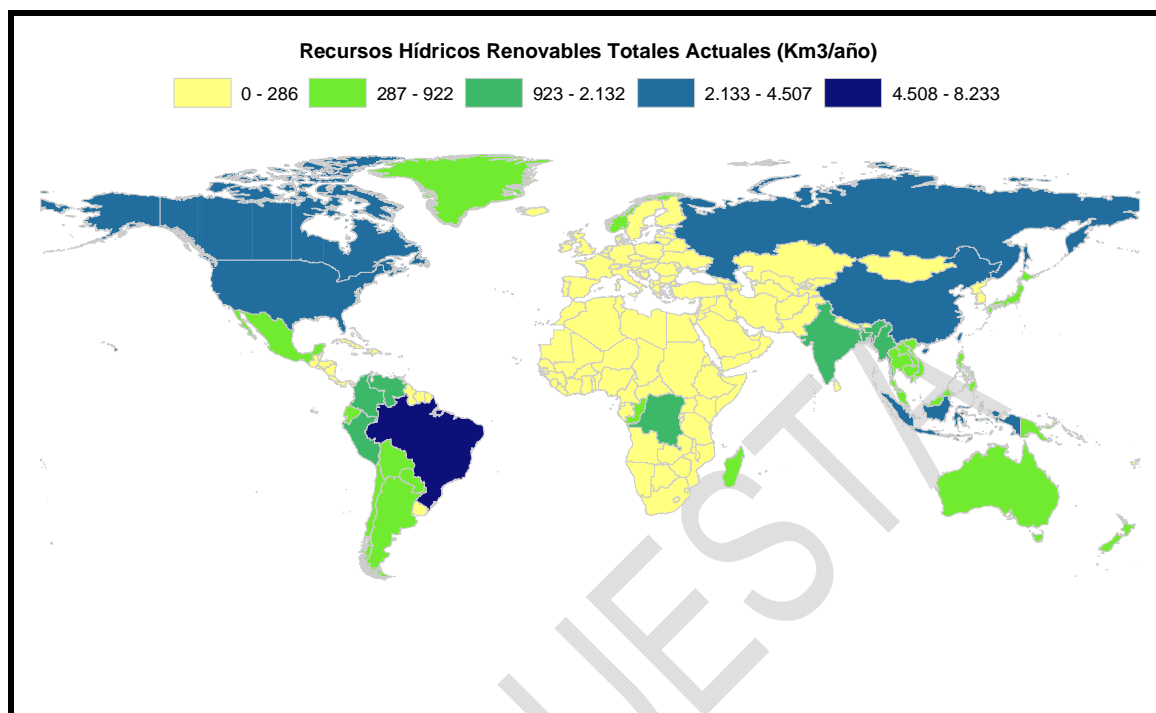 Recursos Hídricos Renovables Totales Actuales (Km3/año)
0 - 286
287 - 922
923 - 2.132
2.133 - 4.507
4.508 - 8.233
UESTA